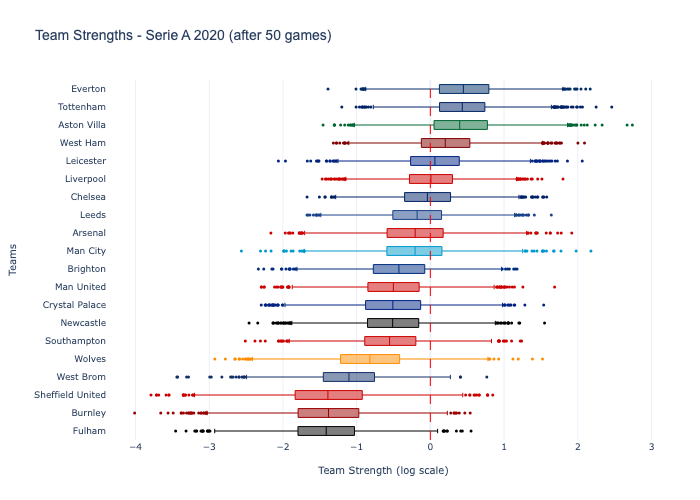 Team Strengths - Serie A 2020 (after 50 games)
Everton
Tottenham
Aston Villa
West Ham
Leicester
Liverpool
Chelsea
Leeds
Arsenal
Man City
Brighton
Man United
Crystal Palace
Newcastle
Southampton
Wolves
West Brom
Sheffield United
Burnley
Fulham
Teams
−4 −3 −2 −1 0 1 2 3
Team Strength (log scale)